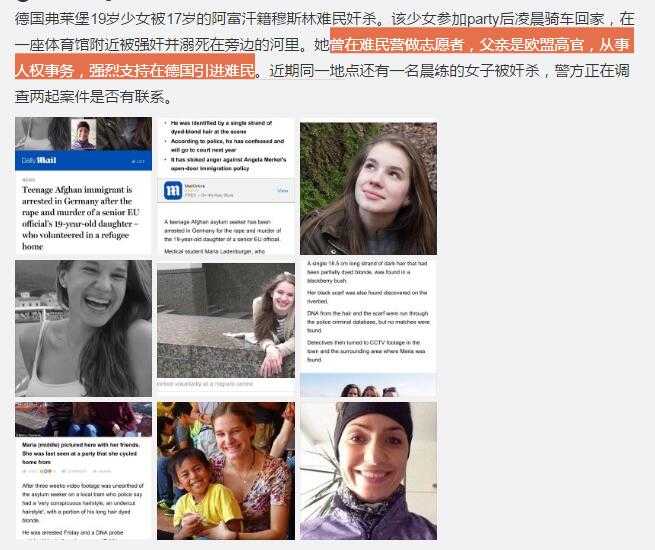 德国弗莱堡19岁少女被17岁的阿富汗籍穆斯林难民奸杀。该少女参加party后凌晨骑车回家，在
一座体育馆附近被强奸并溺死在旁边的河里。她曾在难民营做志愿者，父亲是欧盟高官，从事
人权事务，强烈支持在德国引进难民。近期同一地点还有一名晨练的女子被奸杀，警方正在调
查两起案件是否有联系。
Daily Mail
NEWS
Teenage Afghan immigrant is
arrested in Germany after the
rape and murder of a senior EU
official's 19-year-old daughter –
who volunteered in a refugee
home
He was identified by a single strand of
dyed-blond hair at the scene
According to police, he has confessed and
will go to court next year
It has stoked anger against Angela Merkel's
open-door immigration policy
MailOnline
View
A teenage Afghan asylum seeker has been
arrested in Germany for the rape and murder of
the 19-year-old daughter of a senior EU official.
Medical student Maria Ladenburger, who
A single 18.5 cm long strand of dark hair that had
been partially dyed blonde, was found in a
blackberry bush.
Her black scarf was also found discovered on the
riverbed.
DNA from the hair and the scarf were run through
the police criminal database, but no matches were
found.
Detectives then turned to CCTV footage in the
town and the surrounding area where Maria was
found.
worked voluntarily at a migrants centre
Maria (middle) pictured here with her friends.
She was last seen at a party that she cycled
home from
After three weeks video footage was unearthed of
the asylum seeker on a local tram who police say
had a 'very conspicuous hairstyle, an undercut
hairstyle', with a portion of his long hair dyed
blonde.
He was arrested Friday and a DNA probe